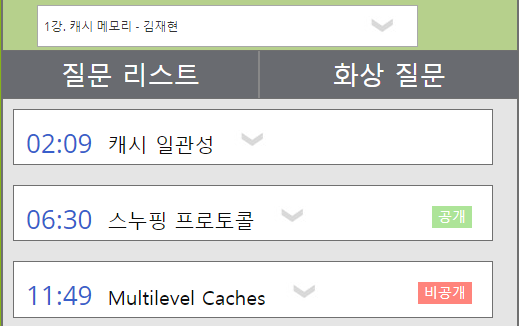 1강. 캐시 메모리 - 김재현
질문 리스트 화상 질문
02:09 캐시 일관성
06:30 스누핑 프로토콜 공개
11:49 Multilevel Caches 비공개